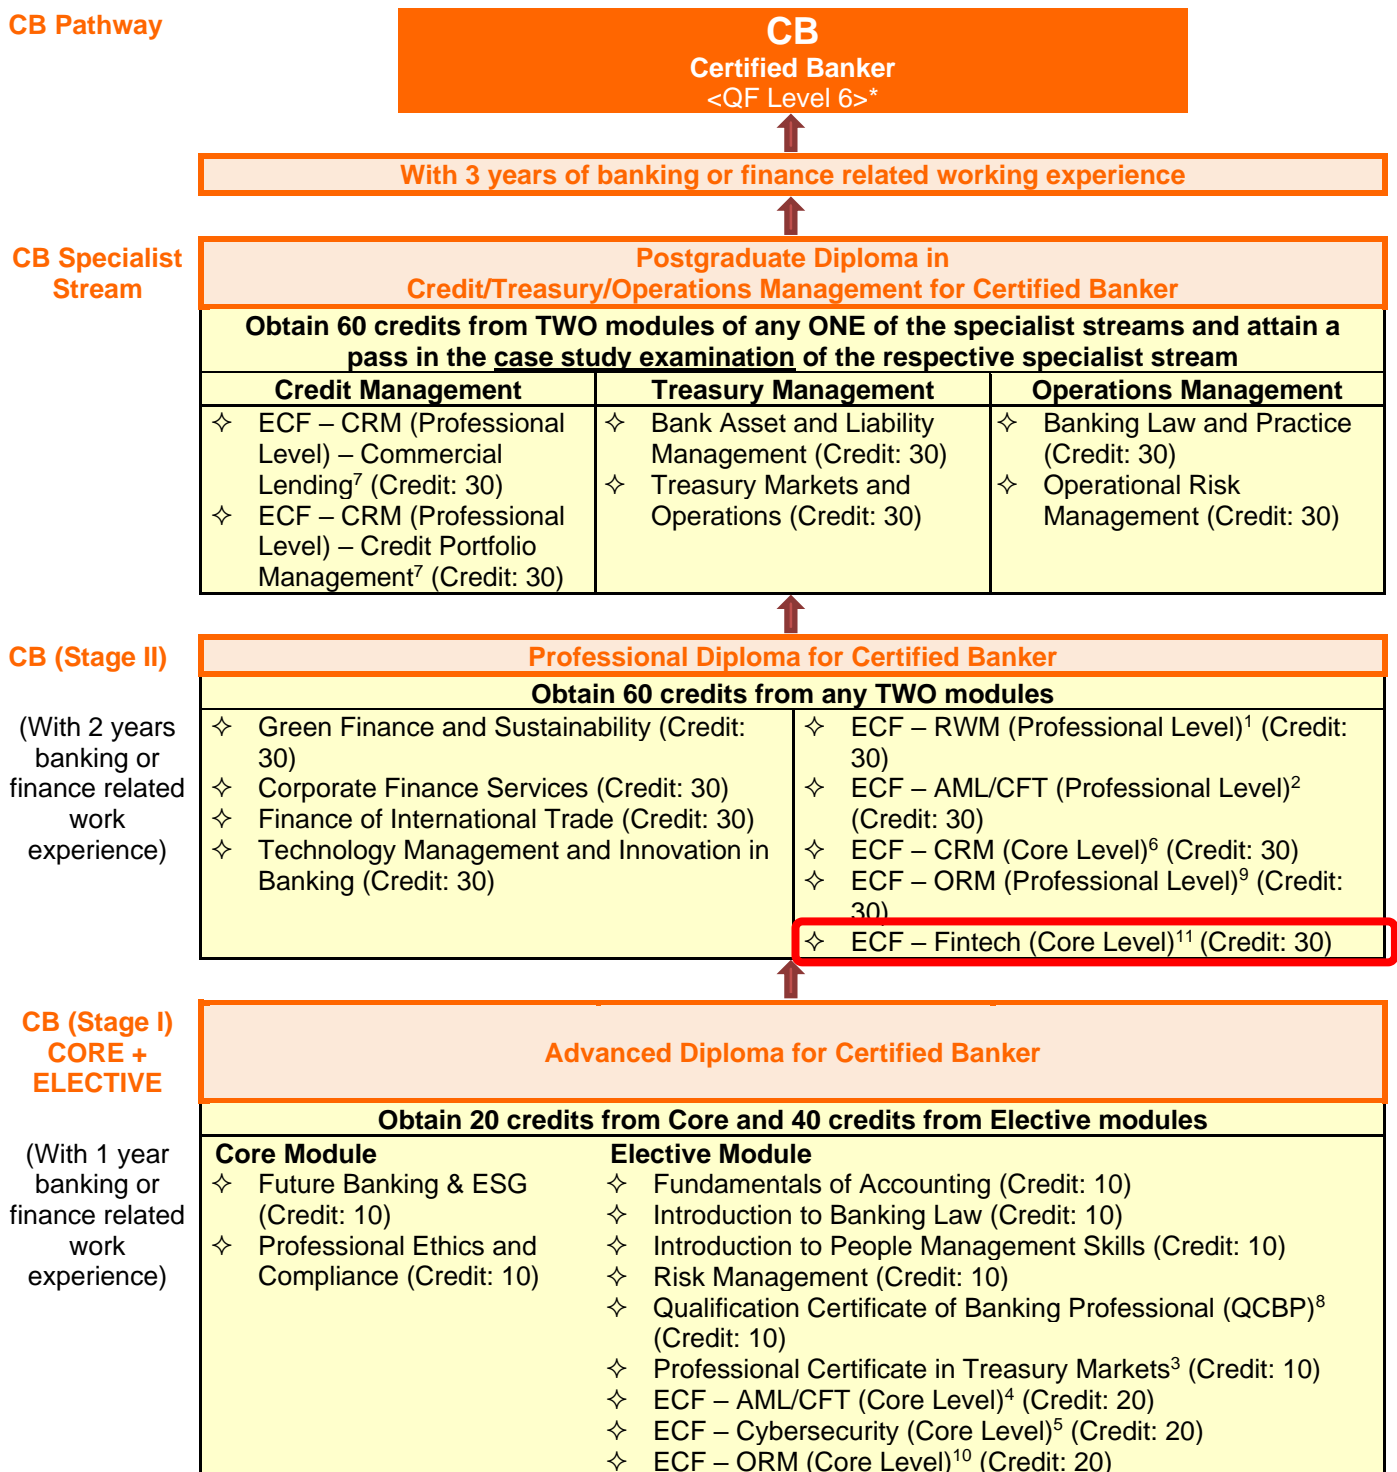 CB Pathway
CB
Certified Banker
<QF Level 6>*
With 3 years of banking or finance related working experience
CB Specialist
Stream
Postgraduate Diploma in
Credit/Treasury/Operations Management for Certified Banker
Obtain 60 credits from TWO modules of any ONE of the specialist streams and attain a
pass in the case study examination of the respective specialist stream
Credit Management
✧ ECF – CRM (Professional
Level) – Commercial
Lending7 (Credit: 30)
✧ ECF – CRM (Professional
Level) – Credit Portfolio
Management7 (Credit: 30)
Treasury Management
✧ Bank Asset and Liability
Management (Credit: 30)
✧ Treasury Markets and
Operations (Credit: 30)
Operations Management
✧ Banking Law and Practice
(Credit: 30)
✧ Operational Risk
Management (Credit: 30)
CB (Stage II)
(With 2 years
banking or
finance related
work
experience)
Professional Diploma for Certified Banker
Obtain 60 credits from any TWO modules
✧ Green Finance and Sustainability (Credit:
30)
✧ Corporate Finance Services (Credit: 30)
✧ Finance of International Trade (Credit: 30)
✧ Technology Management and Innovation in
Banking (Credit: 30)
✧ ECF – RWM (Professional Level)1 (Credit:
30)
✧ ECF – AML/CFT (Professional Level)2
(Credit: 30)
✧ ECF – CRM (Core Level)6 (Credit: 30)
✧ ECF – ORM (Professional Level)9 (Credit:
30)
✧ ECF – Fintech (Core Level)11 (Credit: 30)
CB (Stage I)
CORE +
ELECTIVE
(With 1 year
banking or
finance related
work
experience)
Advanced Diploma for Certified Banker
Obtain 20 credits from Core and 40 credits from Elective modules
Core Module
✧ Future Banking & ESG
(Credit: 10)
✧ Professional Ethics and
Compliance (Credit: 10)
Elective Module
✧ Fundamentals of Accounting (Credit: 10)
✧ Introduction to Banking Law (Credit: 10)
✧ Introduction to People Management Skills (Credit: 10)
✧ Risk Management (Credit: 10)
✧ Qualification Certificate of Banking Professional (QCBP)8
(Credit: 10)
✧ Professional Certificate in Treasury Markets3 (Credit: 10)
✧ ECF – AML/CFT (Core Level)4 (Credit: 20)
✧ ECF – Cybersecurity (Core Level)5 (Credit: 20)
✧ ECF – ORM (Core Level)10 (Credit: 20)